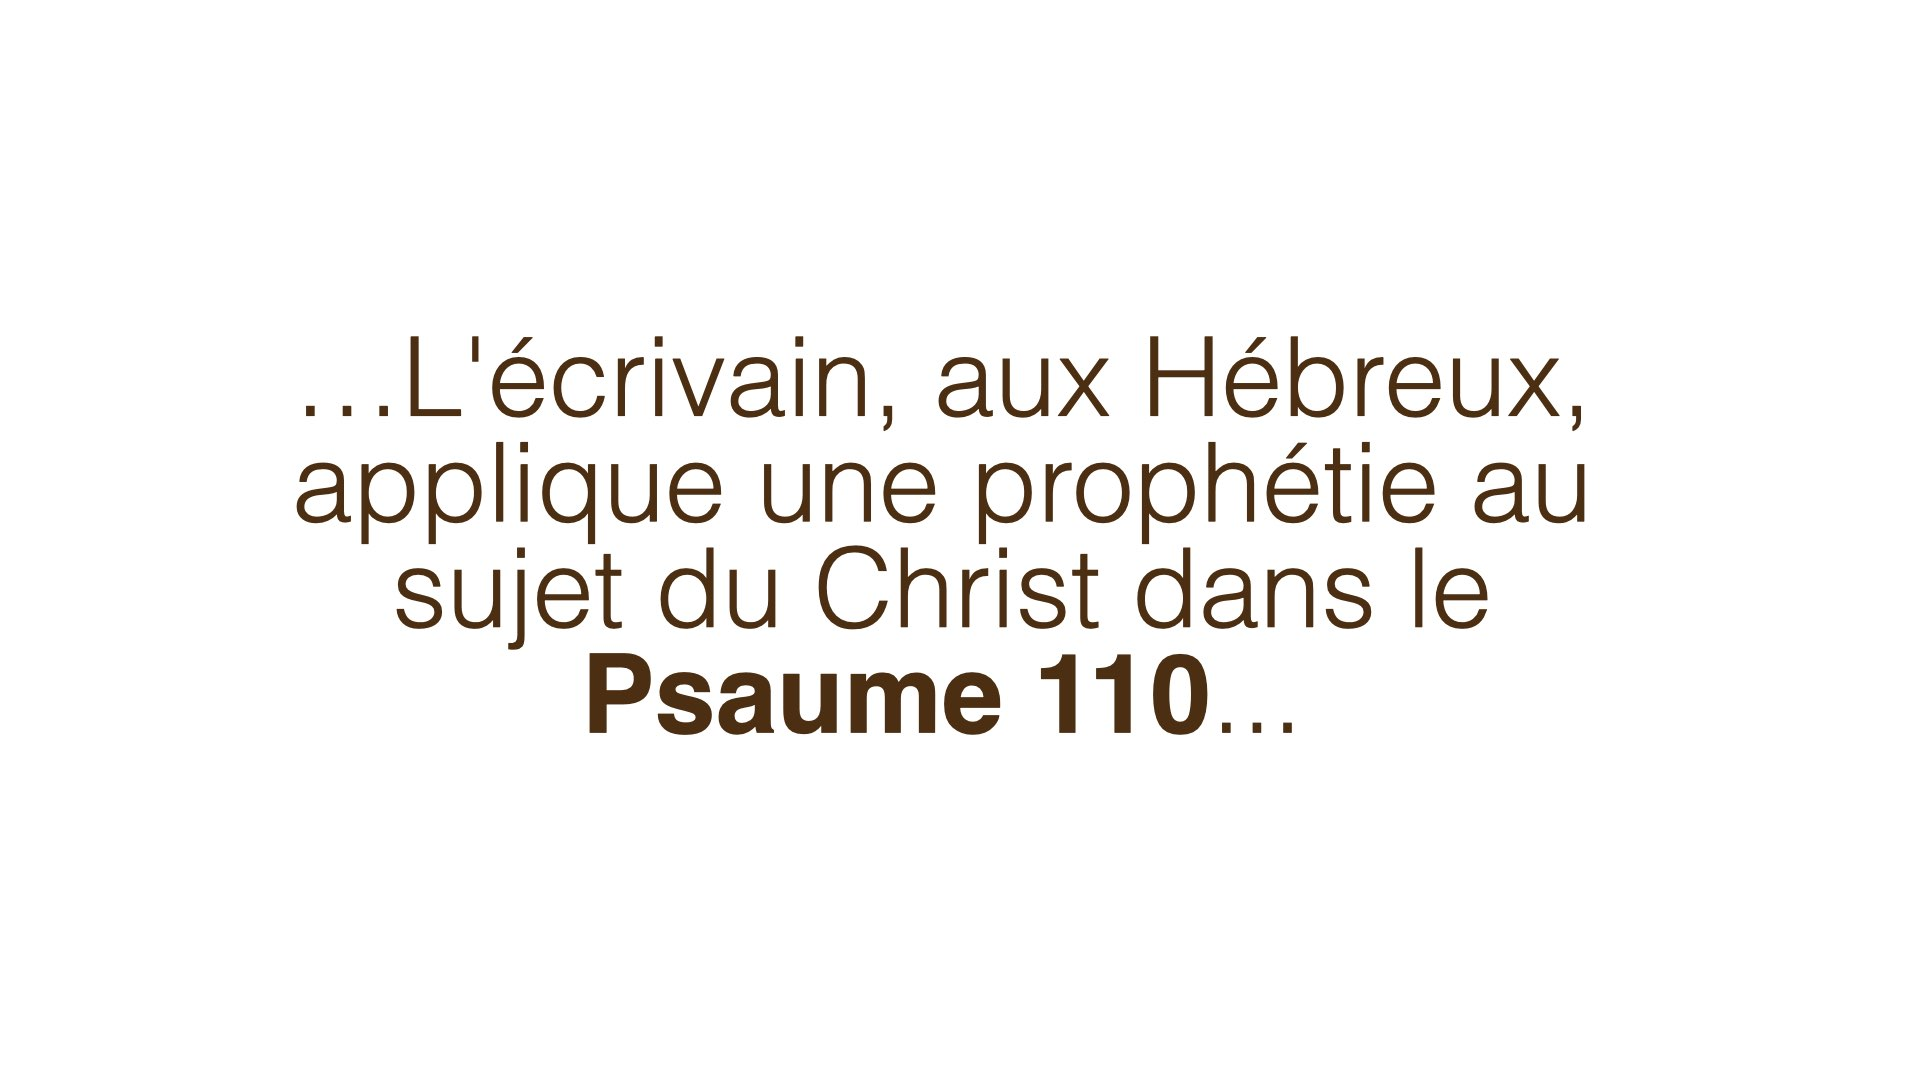 …L'écrivain, aux Hébreux,
applique une prophétie au
sujet du Christ dans le
Psaume 110...